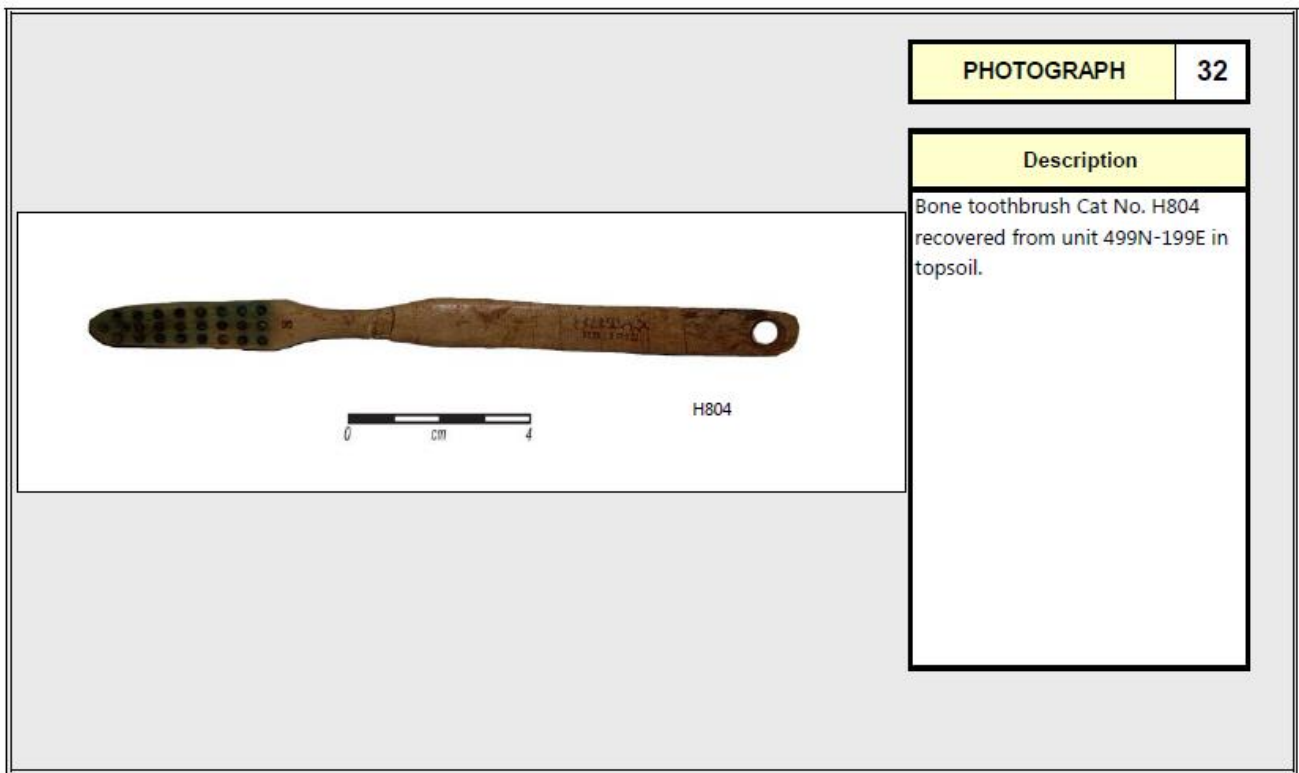 PHOTOGRAPH 32
Description
Bone toothbrush Cat No. H804
recovered from unit 499N-199E in
topsoil.
H804
0 cm 4